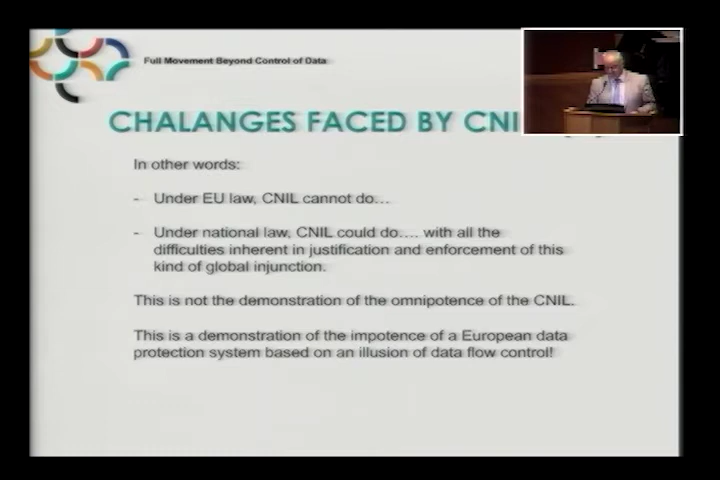 Full Movement Beyond Control of Data
CHALANGES FACED BY CNI
In other words:
- Under EU law, CNIL cannot do…
- Under national law, CNIL could do…. with all the
difficulties inherent in justification and enforcement of this
kind of global injunction.
This is not the demonstration of the omnipotence of the CNIL.
This is a demonstration of the impotence of a European data
protection system based on an illusion of data flow control!